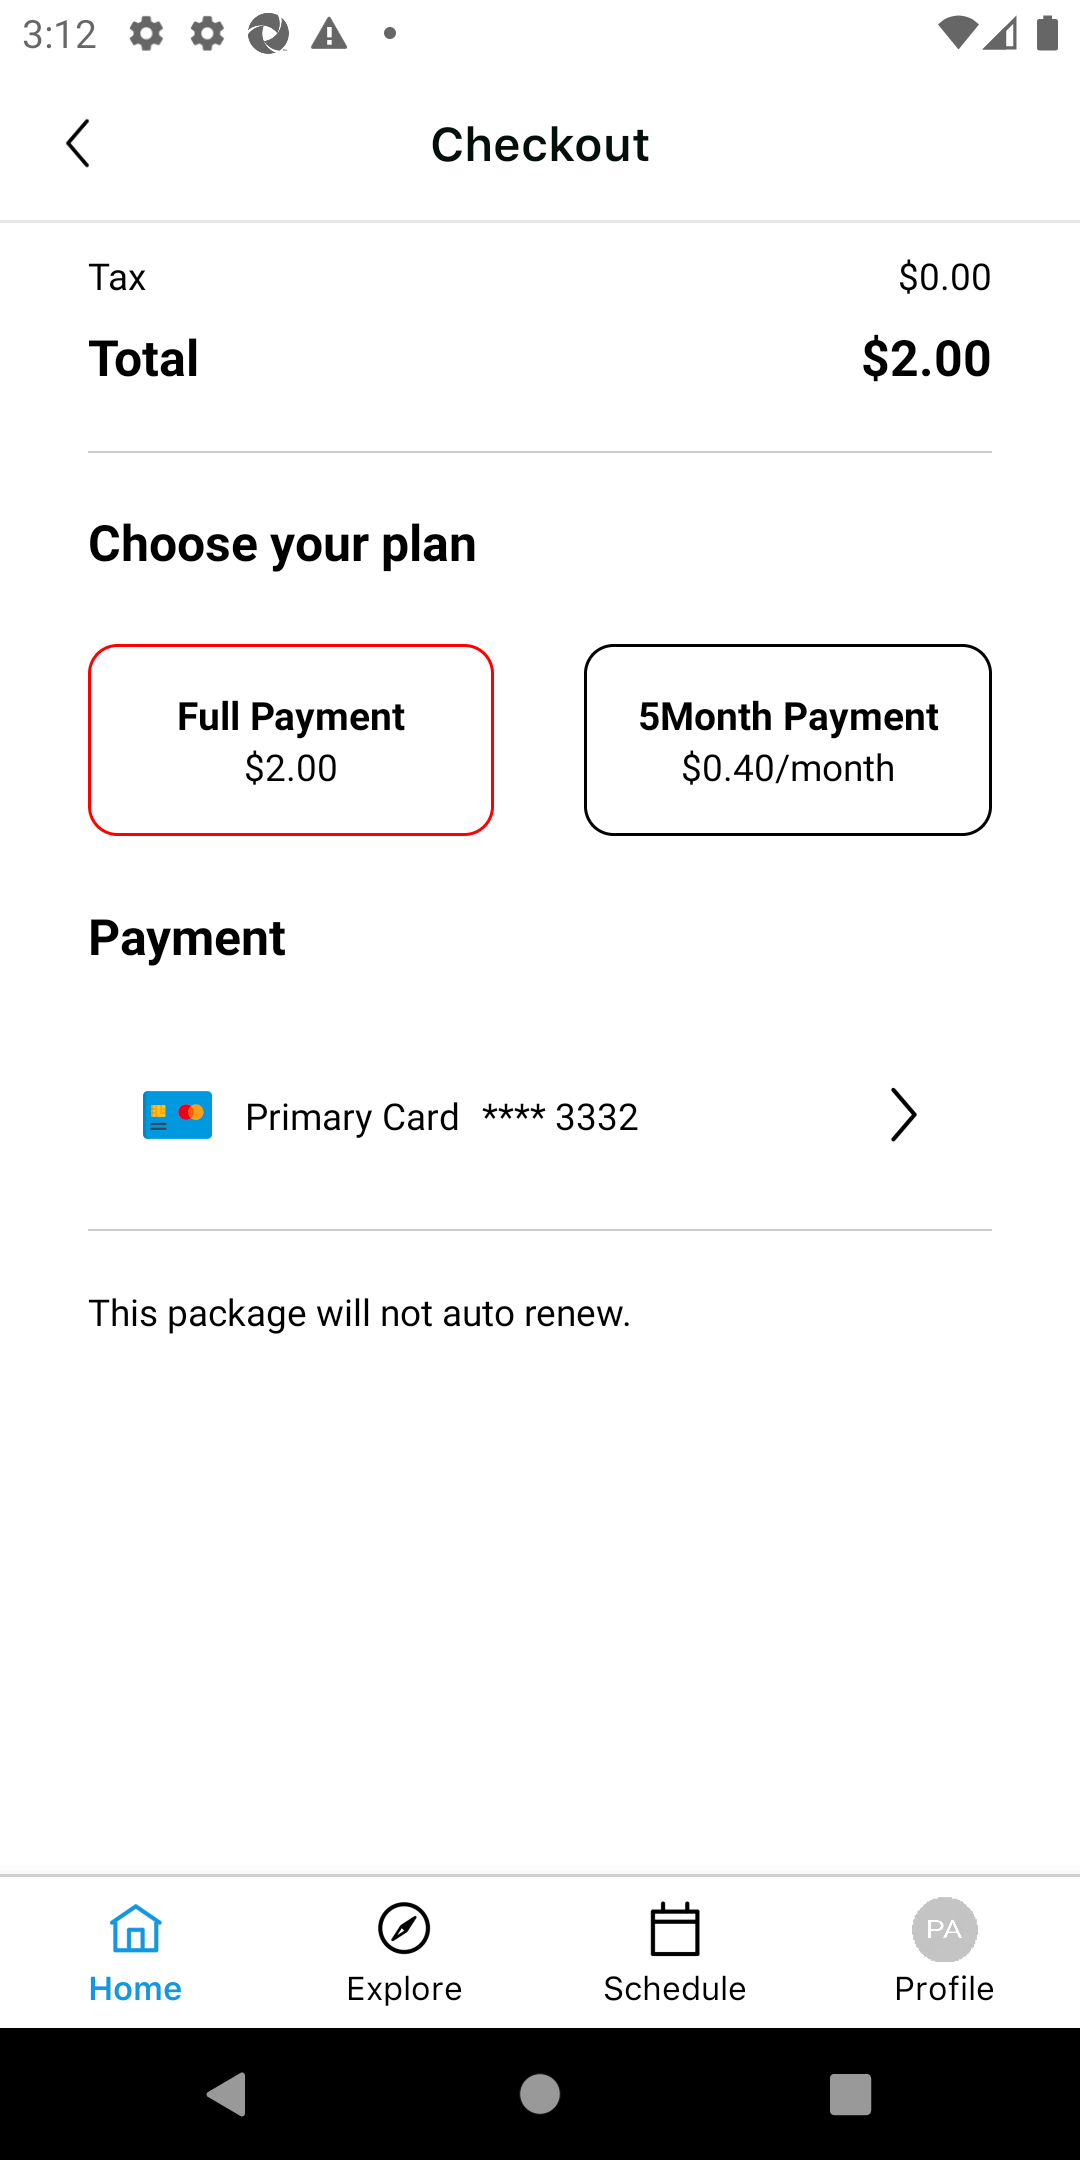 3:12
Checkout
Tax $0.00
Total $2.00
Choose your plan
Full Payment
$2.00
5Month Payment
$0.40/month
Payment
Primary Card **** 3332
This package will not auto renew.
PA
Home Explore Schedule Profile